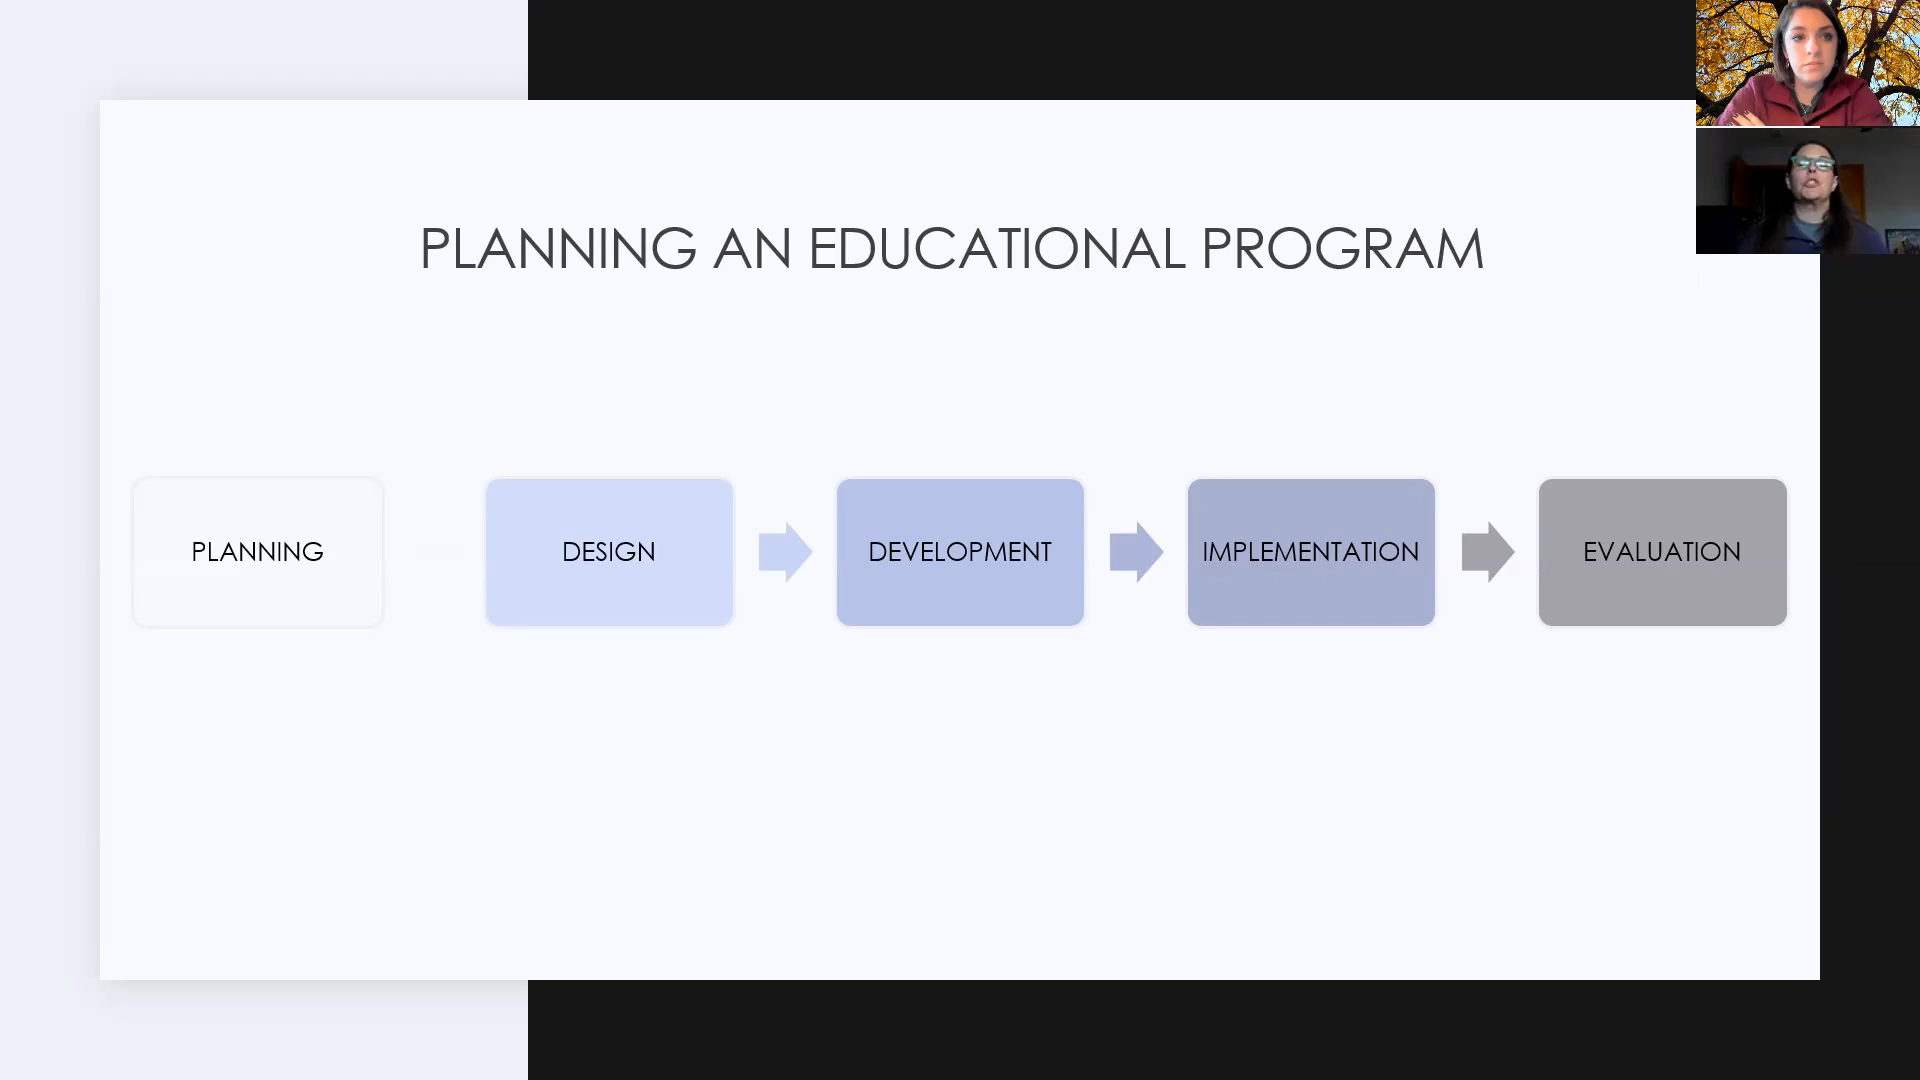 PLANNING AN EDUCATIONAL PROGRAM
PLANNING
DESIGN
DEVELOPMENT
IMPLEMENTATION
EVALUATION